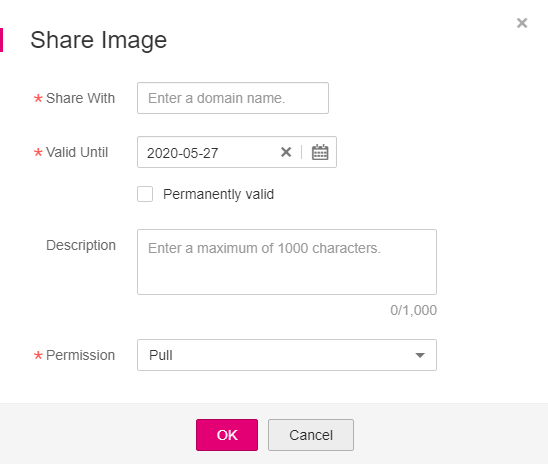 Share Image
* Share With Enter a domain name.
* Valid Until 2020-05-27
Permanently valid
Description Enter a maximum of 1000 characters.
0/1,000
* Permission Pull
OK Cancel